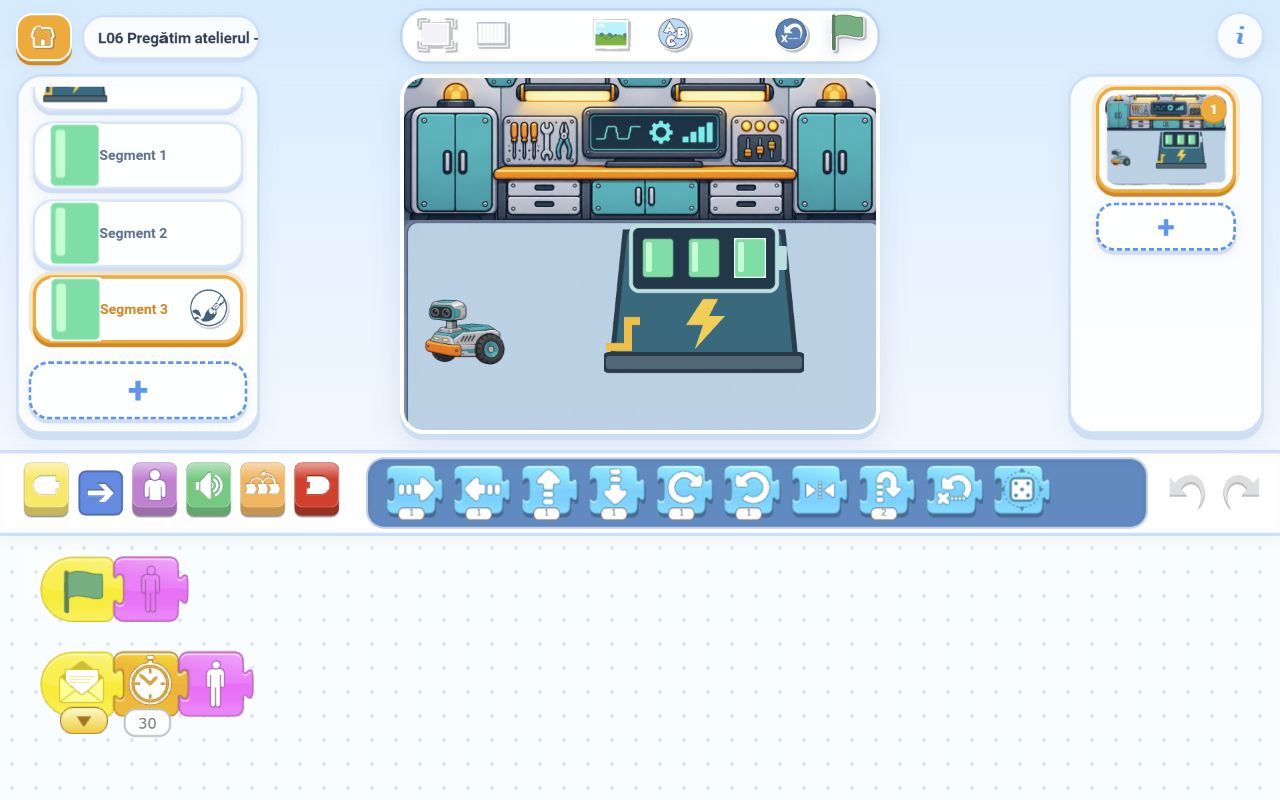 L06 Pregătim atelierul -
A
B
C
x
i
Segment 1
Segment 2
Segment 3
1
1
1
1
1
1
1
2
x
30